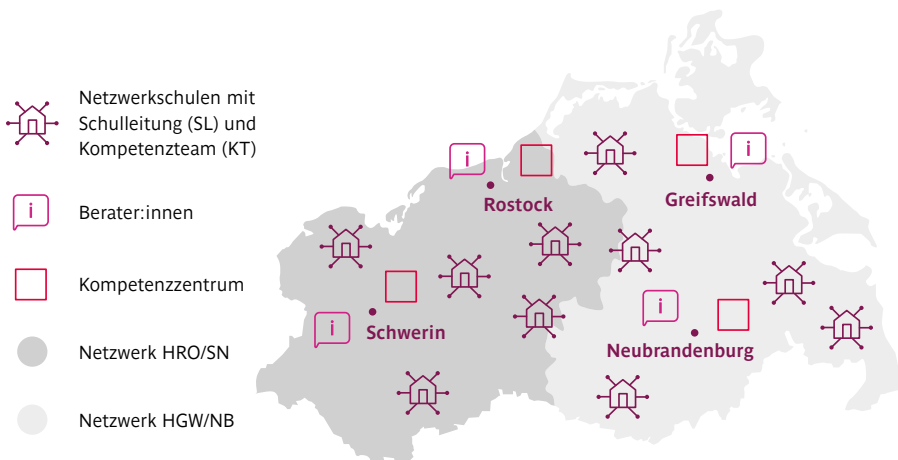 Netzwerkschulen mit
Schulleitung (SL) und
Kompetenzteam (KT)
i
Berater:innen
Kompetenzzentrum
Netzwerk HRO/SN
Netzwerk HGW/NB
i
i
Rostock
Greifswald
i
i
Schwerin
Neubrandenburg